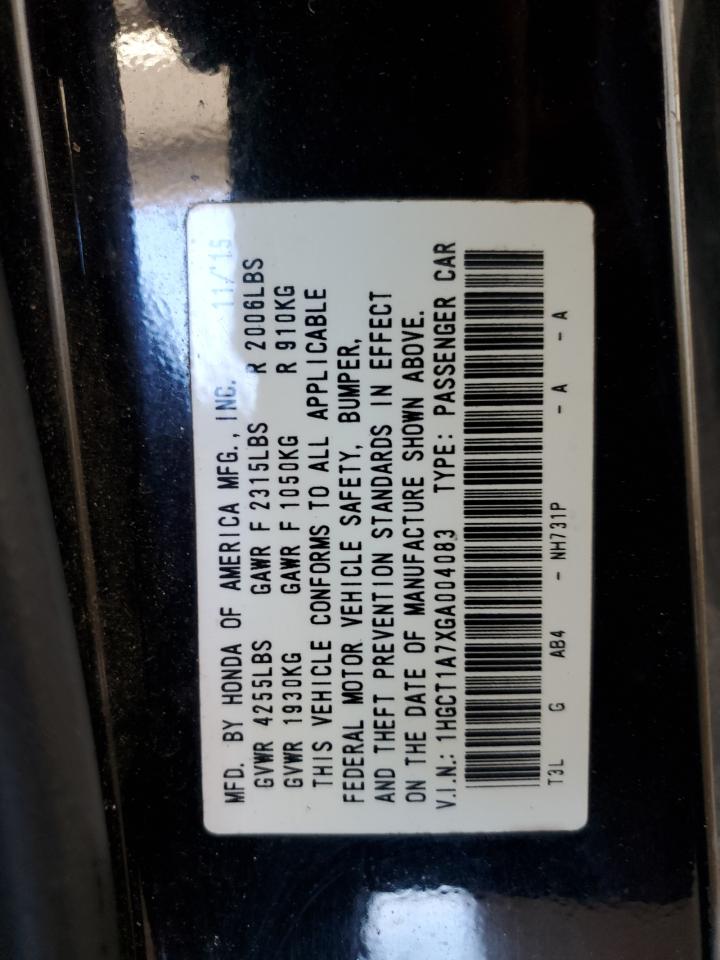 MFD. BY HONDA OF AMERICA MFG., INC. 11/15
GVWR 4255LBS GAWR F 2315LBS R 2006LBS
GVWR 1930KG GAWR F 1050KG R 910KG
THIS VEHICLE CONFORMS TO ALL APPLICABLE
FEDERAL MOTOR VEHICLE SAFETY, BUMPER,
AND THEFT PREVENTION STANDARDS IN EFFECT
ON THE DATE OF MANUFACTURE SHOWN ABOVE.
V.I.N.: 1HGCT1A7XGA004083 TYPE: PASSENGER CAR
T3L G AB4 - NH731P - A - A